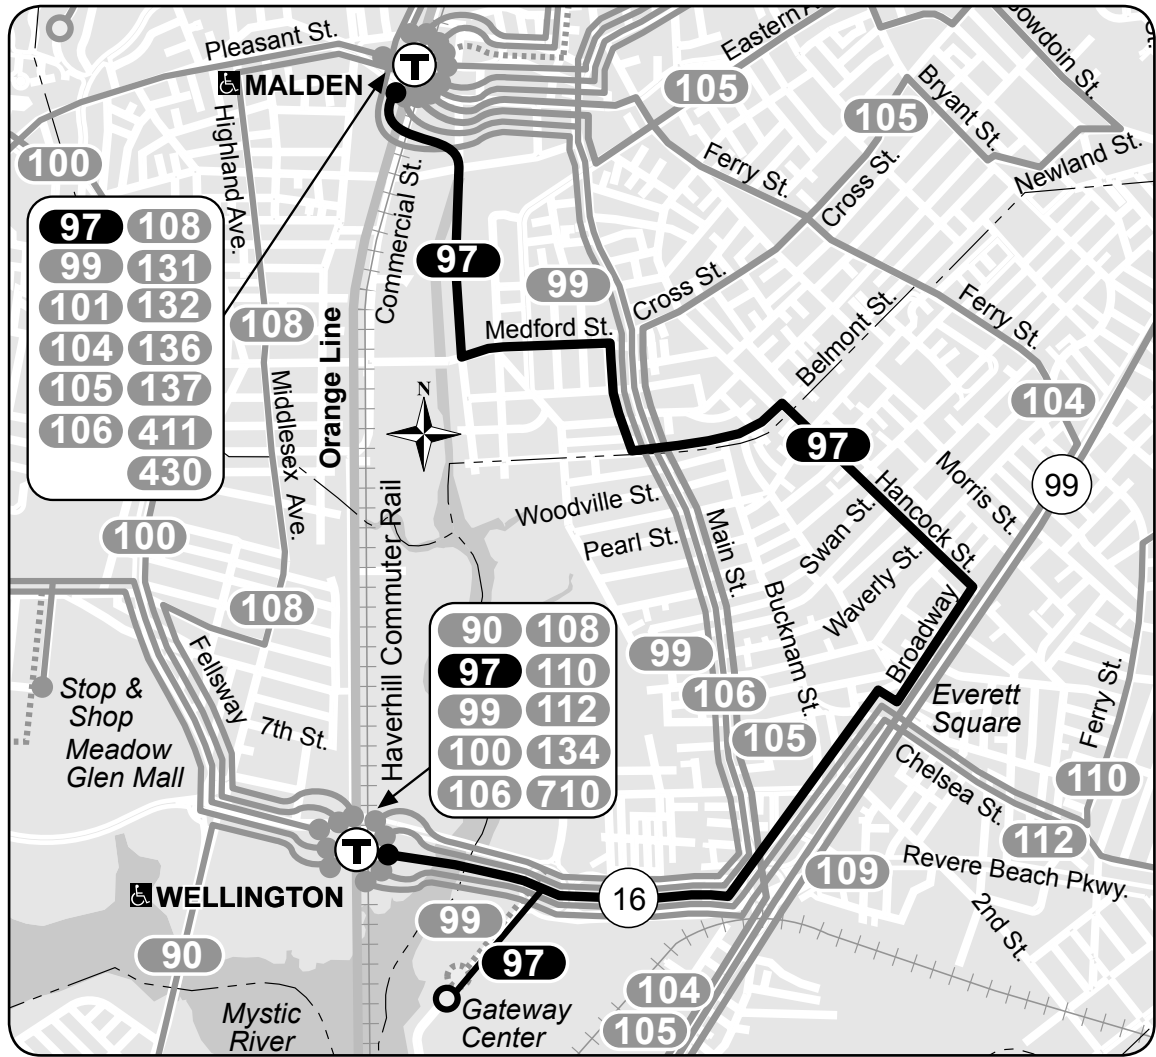 Pleasant St.
T
MALDEN
Eastern
Bowdoin St.
105
Bryant St.
105
100
Highland Ave.
Commercial St.
Ferry St.
Cross St.
Newland St.
97 108
99 131
101 132
104 136
105 137
106 411
430
97
99
Cross St.
108
Orange Line
Medford St.
Belmont St.
Ferry St.
Middlesex Ave.
N
104
97
99
Hancock St.
Morris St.
Woodville St.
Pearl St.
Main St.
Swan St.
Waverly St.
100
Haverhill Commuter Rail
108
Bucknam St.
Broadway
90 108
97 110
99 112
100 134
106 710
99
106
105
Everett
Square
Ferry St.
Fellsway
Stop &
Shop
Meadow
Glen Mall
7th St.
110
Chelsea St.
112
T
WELLINGTON
16
109
Revere Beach Pkwy.
2nd St.
99
90
97
104
105
Mystic
River
Gateway
Center